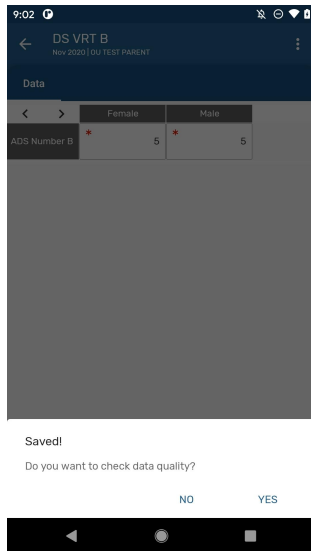 9:02
DS VRT B
Nov 2020 | OU TEST PARENT
Data
Female Male
ADS Number B * 5 * 5
Saved!
Do you want to check data quality?
NO YES